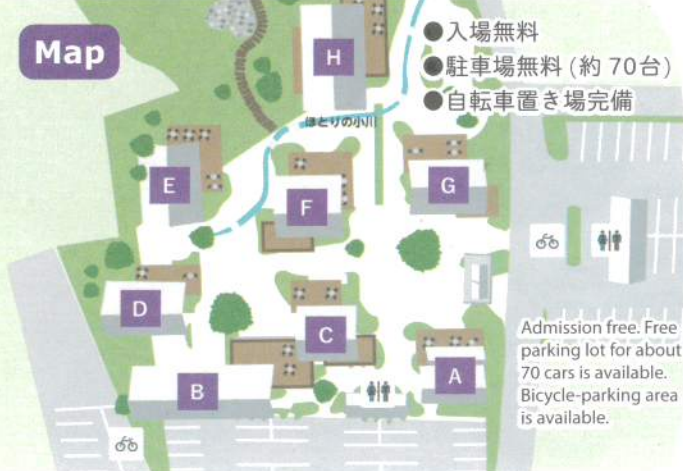 Map
●入場無料
●駐車場無料 (約 70台)
●自転車置き場完備
H
ほとりの小川
E
F
G
D
C
B
A
Admission free. Free
parking lot for about
70 cars is available.
Bicycle-parking area
is available.